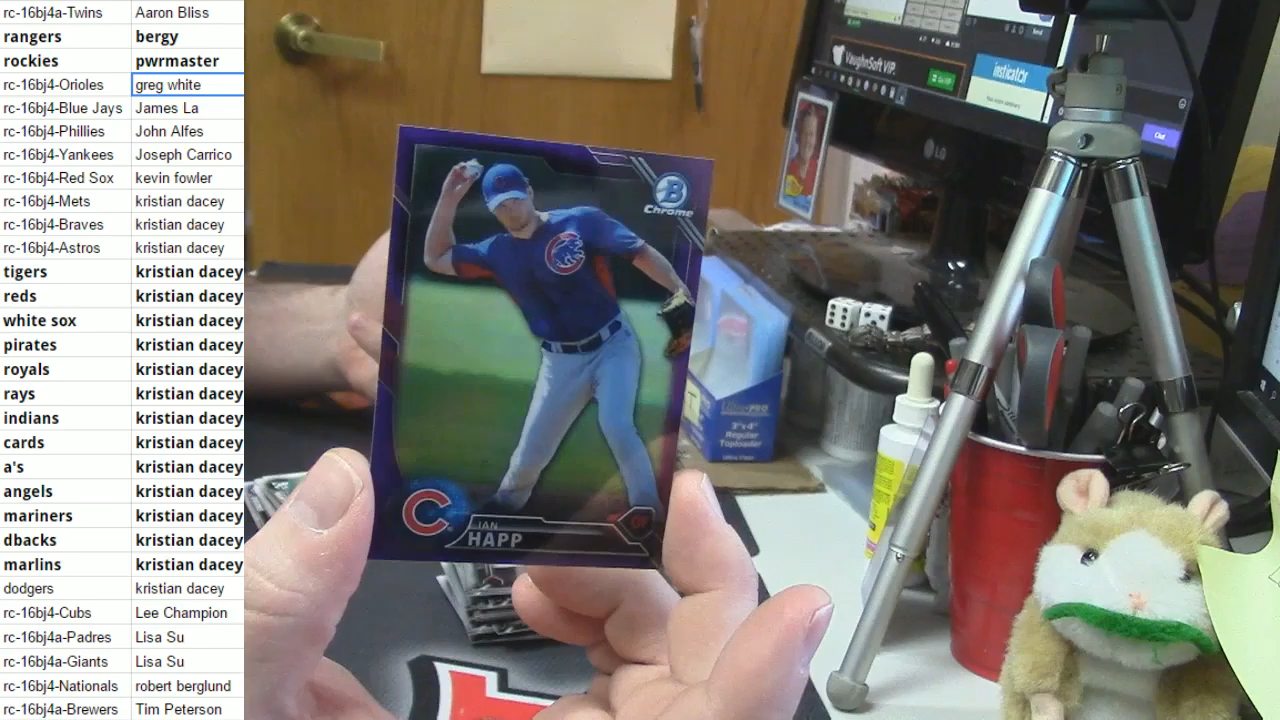 rc-16bj4a-Twins Aaron Bliss
rangers bergy
rockies pwrmaster
rc-16bj4-Orioles greg white
rc-16bj4-Blue Jays James La
rc-16bj4-Phillies John Alfes
rc-16bj4-Yankees Joseph Carrico
rc-16bj4-Red Sox kevin fowler
rc-16bj4-Mets kristian dacey
rc-16bj4-Braves kristian dacey
rc-16bj4-Astros kristian dacey
tigers kristian dacey
reds kristian dacey
white sox kristian dacey
pirates kristian dacey
royals kristian dacey
rays kristian dacey
indians kristian dacey
cards kristian dacey
a's kristian dacey
angels kristian dacey
mariners kristian dacey
dbacks kristian dacey
marlins kristian dacey
dodgers kristian dacey
rc-16bj4-Cubs Lee Champion
rc-16bj4a-Padres Lisa Su
rc-16bj4a-Giants Lisa Su
rc-16bj4-Nationals robert berglund
rc-16bj4a-Brewers Tim Peterson
B
Chrome
C
IAN
HAPP
VaughnSoft VIP.
insticator
Chat
LG
3"x4"
Regular
Toploader